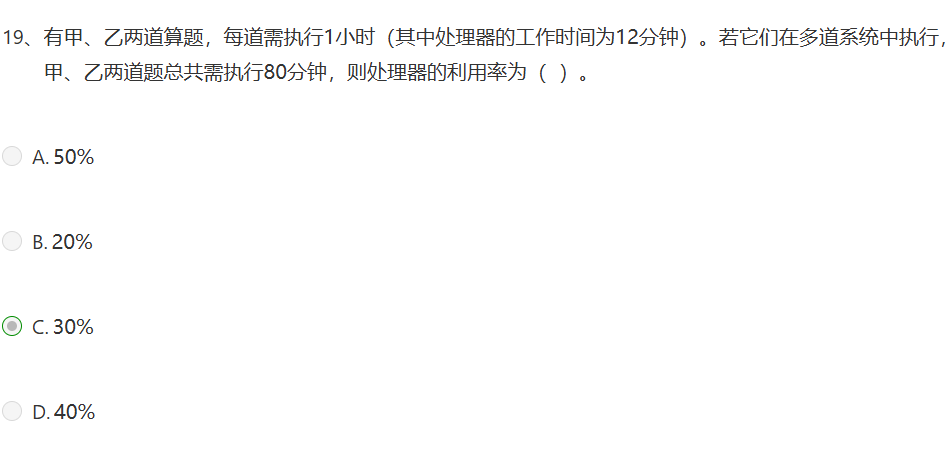 19、有甲、乙两道算题，每道需执行1小时（其中处理器的工作时间为12分钟）。若它们在多道系统中执行，
甲、乙两道题总共需执行80分钟，则处理器的利用率为（  ）。
A. 50%
B. 20%
C. 30%
D. 40%